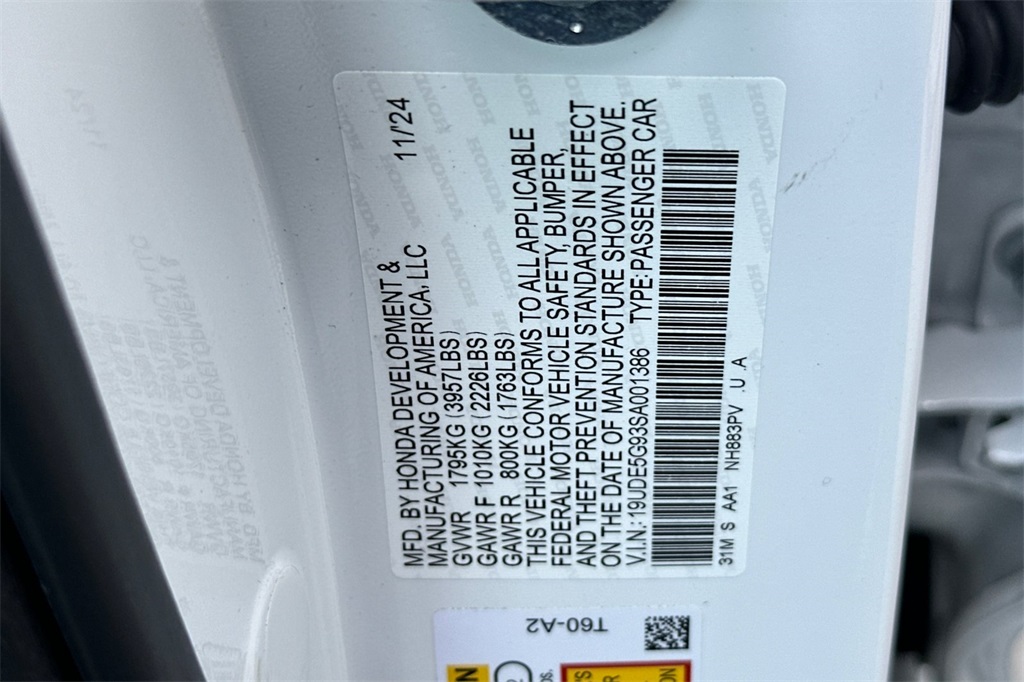 MFD. BY HONDA DEVELOPMENT & 11/'24
MANUFACTURING OF AMERICA, LLC
GVWR 1795KG (3957LBS)
GAWR F 1010KG (2226LBS)
GAWR R 800KG (1763LBS)
THIS VEHICLE CONFORMS TO ALL APPLICABLE
FEDERAL MOTOR VEHICLE SAFETY, BUMPER,
AND THEFT PREVENTION STANDARDS IN EFFECT
ON THE DATE OF MANUFACTURE SHOWN ABOVE.
V.I.N.: 19UDE5G93SA001386 TYPE: PASSENGER CAR
31M S AA1 NH883PV .U .A
T60-A2